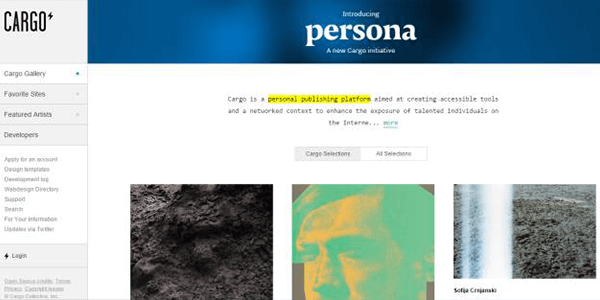 CARGO
Cargo Gallery
Favorite Sites
Featured Artists
Developers
Apply for an account
Design templates
Development log
Webdesign Directory
Support
Search
For Your Information
Updates via Twitter
Login
Open Source credits, Terms
Privacy, Copyright issues
© Cargo Collective, Inc.
Introducing
persona
A new Cargo initiative
Cargo is a personal publishing platform aimed at creating accessible tools
and a networked context to enhance the exposure of talented individuals on
the Interne... more
Cargo Selections
All Selections
Sofija Crnjanski